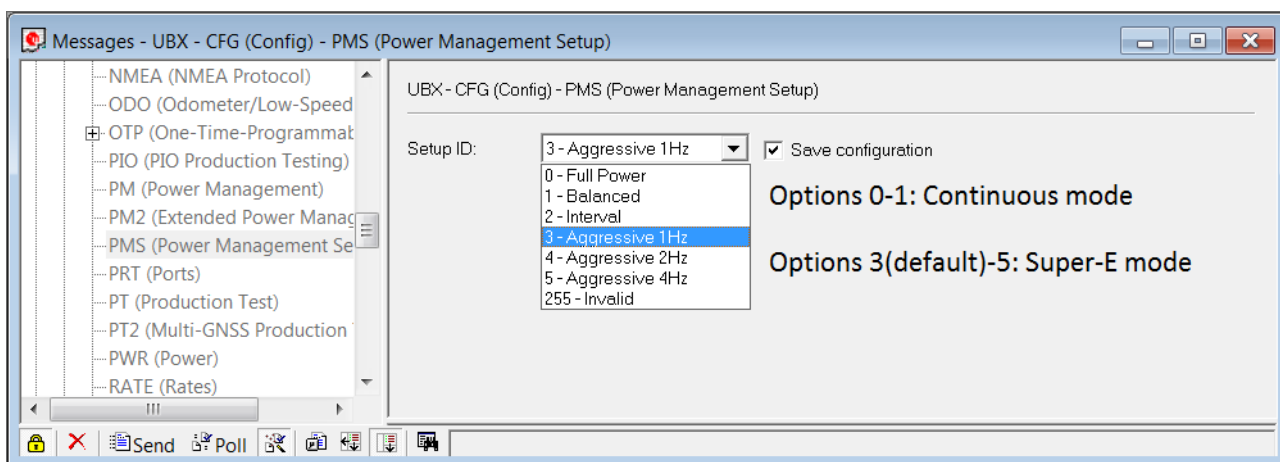 Messages - UBX - CFG (Config) - PMS (Power Management Setup)
NMEA (NMEA Protocol)
ODO (Odometer/Low-Speed
OTP (One-Time-Programmab
PIO (PIO Production Testing)
PM (Power Management)
PM2 (Extended Power Manag
PMS (Power Management Se
PRT (Ports)
PT (Production Test)
PT2 (Multi-GNSS Production
PWR (Power)
RATE (Rates)
UBX - CFG (Config) - PMS (Power Management Setup)
Setup ID: 3 - Aggressive 1Hz Save configuration
0 - Full Power
1 - Balanced
2 - Interval
3 - Aggressive 1Hz
4 - Aggressive 2Hz
5 - Aggressive 4Hz
255 - Invalid
Options 0-1: Continuous mode
Options 3(default)-5: Super-E mode
Send Poll